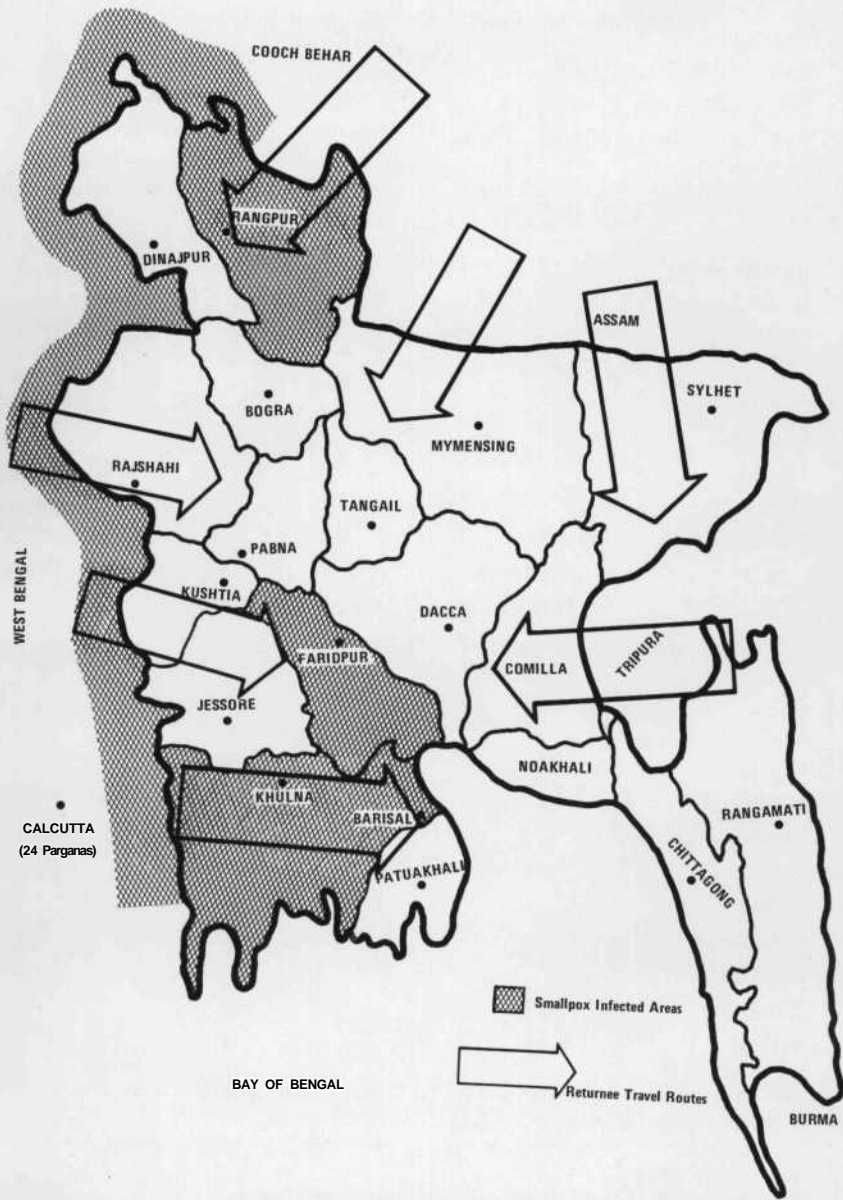 COOCH BEHAR
RANGPUR
DINAJPUR
ASSAM
SYLHET
BOGRA
MYMENSING
RAJSHAHI
TANGAIL
PABNA
WEST BENGAL
KUSHTIA
DACCA
FARIDPUR
COMILLA
TRIPURA
JESSORE
NOAKHALI
KHULNA
BARISAL
RANGAMATI
CALCUTTA
(24 Parganas)
PATUAKHALI
CHITTAGONG
Smallpox Infected Areas
BAY OF BENGAL
Returnee Travel Routes
BURMA